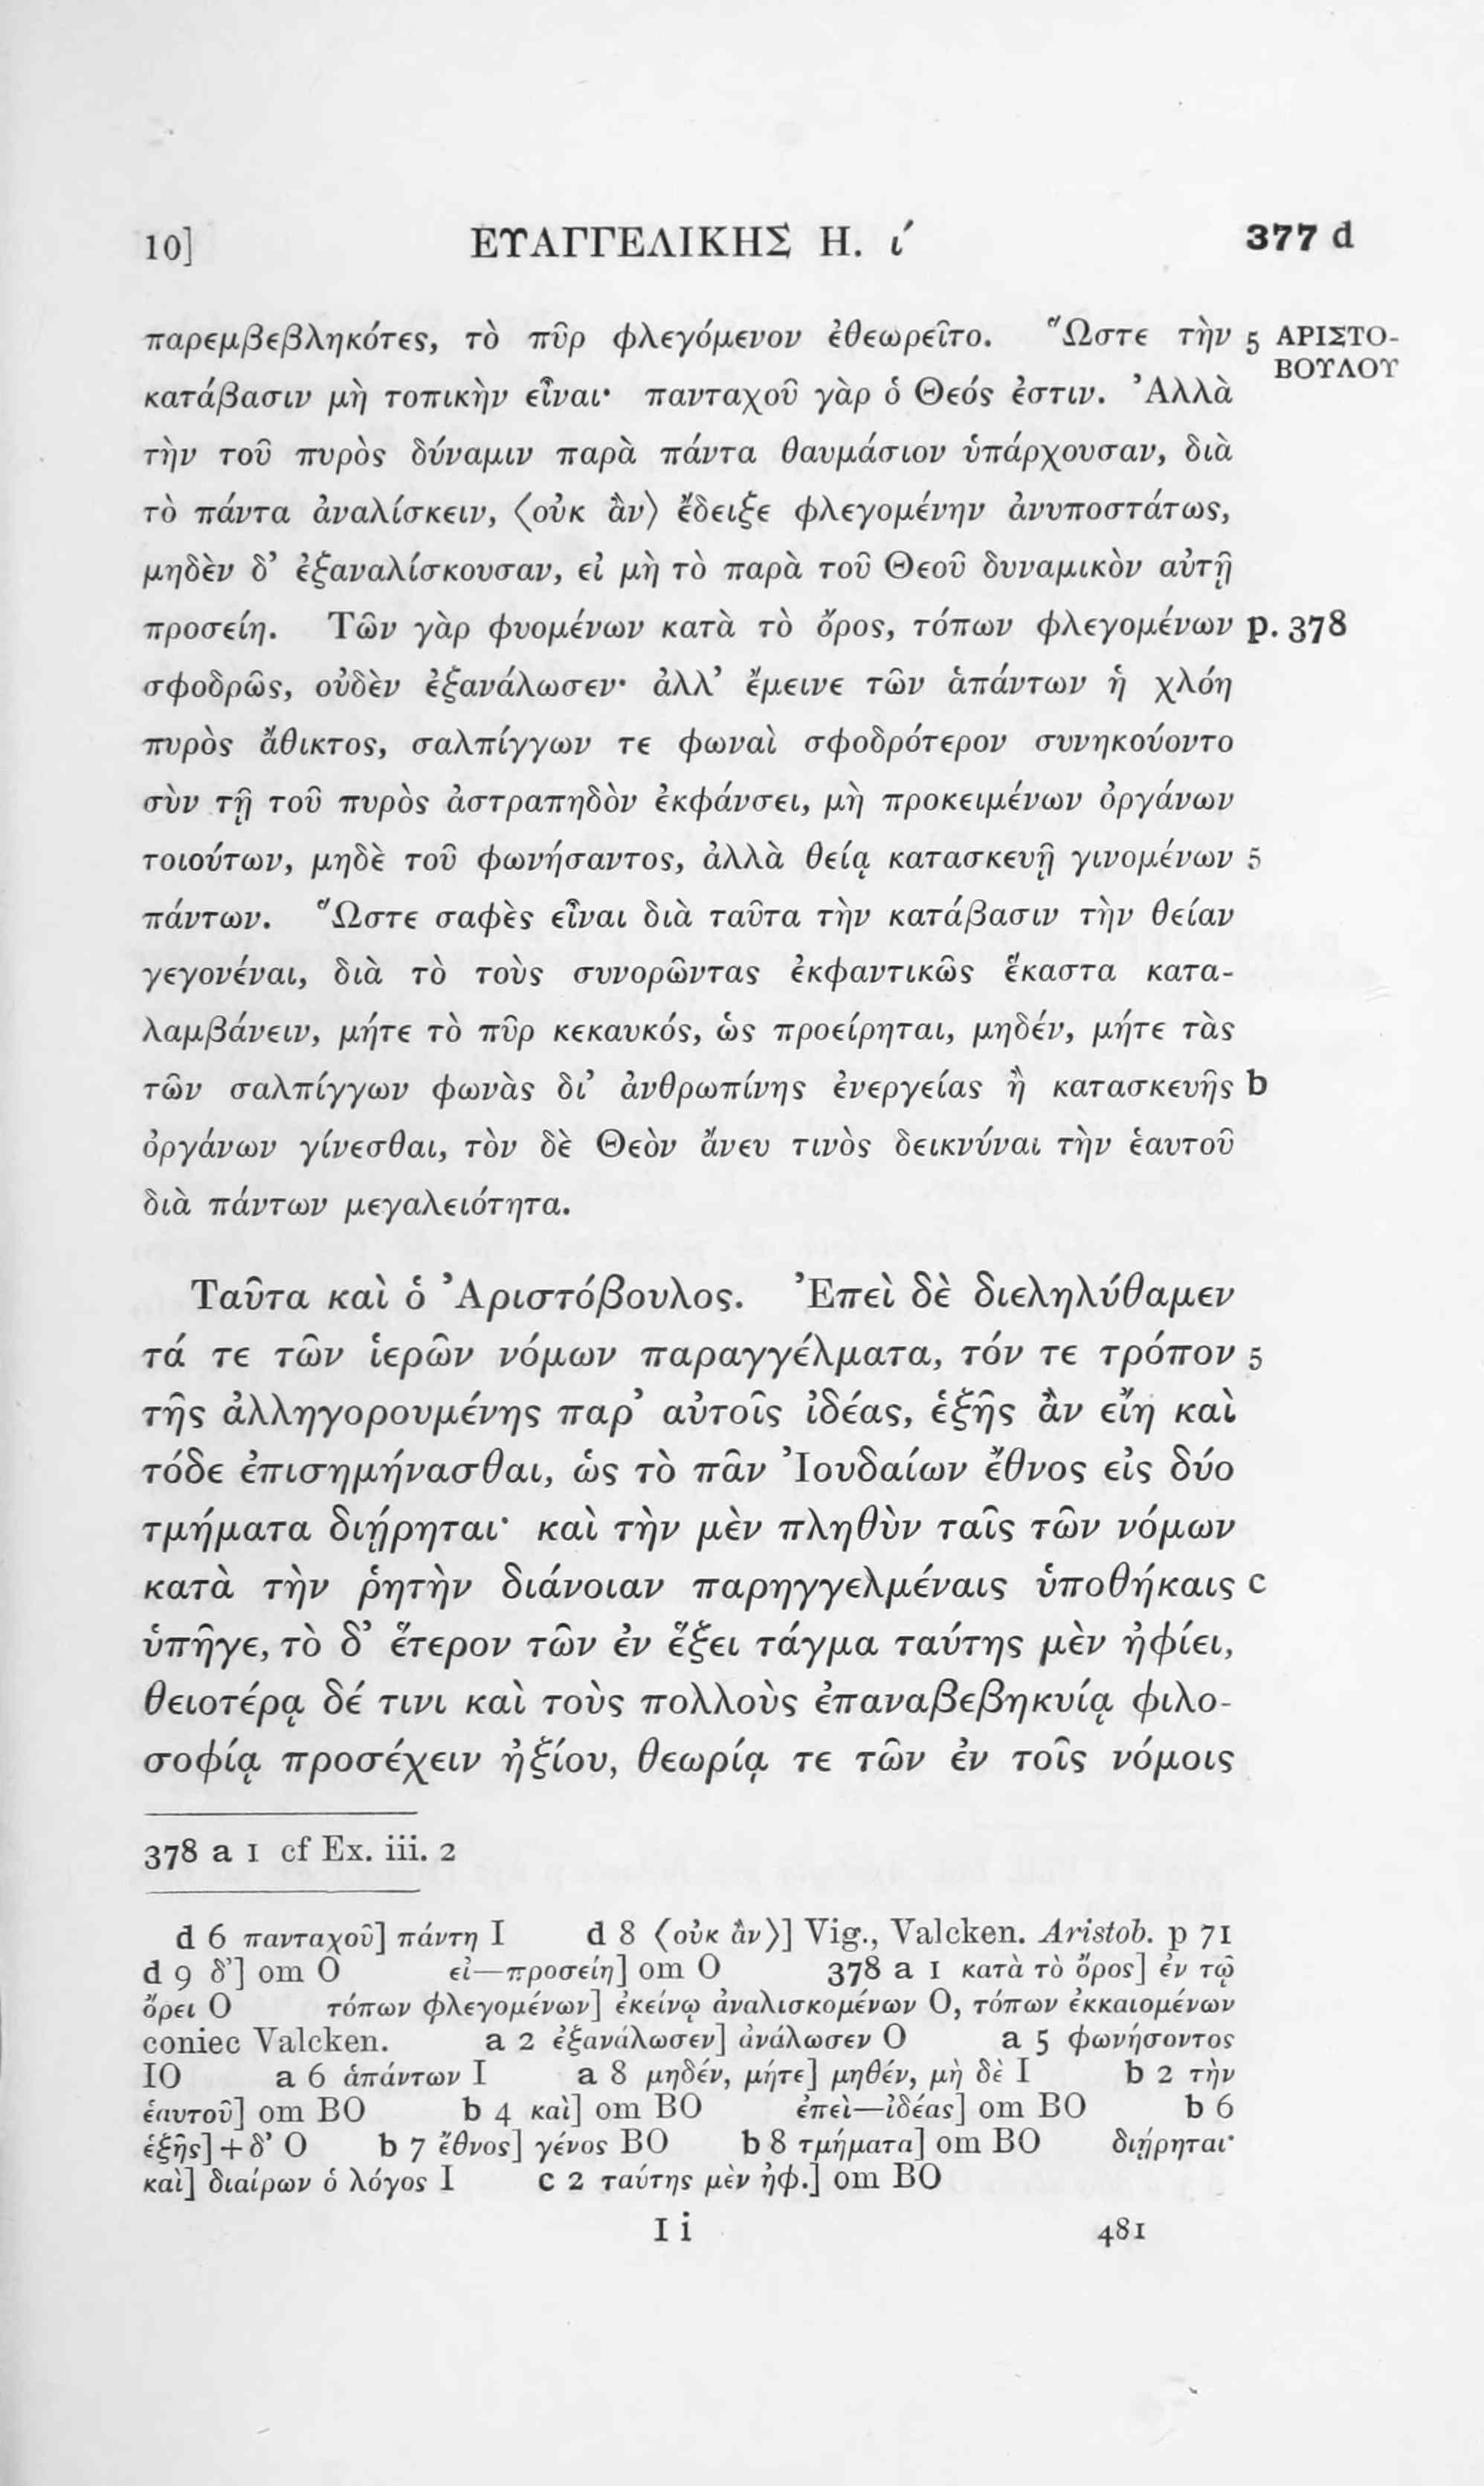 10] ΕΥΑΓΓΕΛΙΚΗΣ Η. ί 377 d
παρεμβεβληκότες, τὸ πῦρ φλεγόμενον ἐθεωρεῖτο. Ὥστε τὴν 5 ΑΡΙΣΤΟ-
ΒΟΥΛΟΥ
κατάβασιν μὴ τοπικὴν εἶναι· πανταχοῦ γὰρ ὁ Θεός ἐστιν. Ἀλλὰ
τὴν τοῦ πυρὸς δύναμιν παρὰ πάντα θαυμάσιον ὑπάρχουσαν, διὰ
τὸ πάντα ἀναλίσκειν, ⟨οὐκ ἂν⟩ ἔδειξε φλεγομένην ἀνυποστάτως,
μηδὲν δ’ ἐξαναλίσκουσαν, εἰ μὴ τὸ παρὰ τοῦ Θεοῦ δυναμικὸν αὐτῇ
προσείη. Τῶν γὰρ φυομένων κατὰ τὸ ὄρος, τόπων φλεγομένων p. 378
σφοδρῶς, οὐδὲν ἐξανάλωσεν· ἀλλ’ ἔμεινε τῶν ἁπάντων ἡ χλόη
πυρὸς ἄθικτος, σαλπίγγων τε φωναὶ σφοδρότερον συνηκούοντο
σὺν τῇ τοῦ πυρὸς ἀστραπηδὸν ἐκφάνσει, μὴ προκειμένων ὀργάνων
τοιούτων, μηδὲ τοῦ φωνήσαντος, ἀλλὰ θείᾳ κατασκευῇ γινομένων 5
πάντων. Ὥστε σαφὲς εἶναι διὰ ταῦτα τὴν κατάβασιν τὴν θείαν
γεγονέναι, διὰ τὸ τοὺς συνορῶντας ἐκφαντικῶς ἕκαστα κατα-
λαμβάνειν, μήτε τὸ πῦρ κεκαυκός, ὡς προείρηται, μηδέν, μήτε τὰς
τῶν σαλπίγγων φωνὰς δι’ ἀνθρωπίνης ἐνεργείας ἢ κατασκευῆς b
ὀργάνων γίνεσθαι, τὸν δὲ Θεὸν ἄνευ τινὸς δεικνύναι τὴν ἑαυτοῦ
διὰ πάντων μεγαλειότητα.
Ταῦτα καὶ ὁ Ἀριστόβουλος. Ἐπεὶ δὲ διεληλύθαμεν
τά τε τῶν ἱερῶν νόμων παραγγέλματα, τόν τε τρόπον 5
τῆς ἀλληγορουμένης παρ’ αὐτοῖς ἰδέας, ἑξῆς ἂν εἴη καὶ
τόδε ἐπισημήνασθαι, ὡς τὸ πᾶν Ἰουδαίων ἔθνος εἰς δύο
τμήματα διῄρηται· καὶ τὴν μὲν πληθὺν ταῖς τῶν νόμων
κατὰ τὴν ῥητὴν διάνοιαν παρηγγελμέναις ὑποθήκαις c
ὑπῆγε, τὸ δ’ ἕτερον τῶν ἐν ἕξει τάγμα ταύτης μὲν ἠφίει,
θειοτέρᾳ δέ τινι καὶ τοὺς πολλοὺς ἐπαναβεβηκυίᾳ φιλο-
σοφίᾳ προσέχειν ἠξίου, θεωρίᾳ τε τῶν ἐν τοῖς νόμοις
378 a 1 cf Ex. iii. 2
d 6 πανταχοῦ] πάντη I d 8 ⟨οὐκ ἂν⟩] Vig., Valcken. Aristob. p 71
d 9 δ’] om O εἰ—προσείη] om O 378 a 1 κατὰ τὸ ὄρος] ἐν τῷ
ὄρει O τόπων φλεγομένων] ἐκείνῳ ἀναλισκομένων O, τόπων ἐκκαιομένων
coniec Valcken. a 2 ἐξανάλωσεν] ἀνάλωσεν O a 5 φωνήσοντος
IO a 6 ἁπάντων I a 8 μηδέν, μήτε] μηθέν, μὴ δὲ I b 2 τὴν
ἑαυτοῦ] om BO b 4 καὶ] om BO ἐπεὶ—ἰδέας] om BO b 6
ἑξῆς] + δ’ O b 7 ἔθνος] γένος BO b 8 τμήματα] om BO διῄρηται·
καὶ] διαίρων ὁ λόγος I c 2 ταύτης μὲν ἠφ.] om BO
I i 481